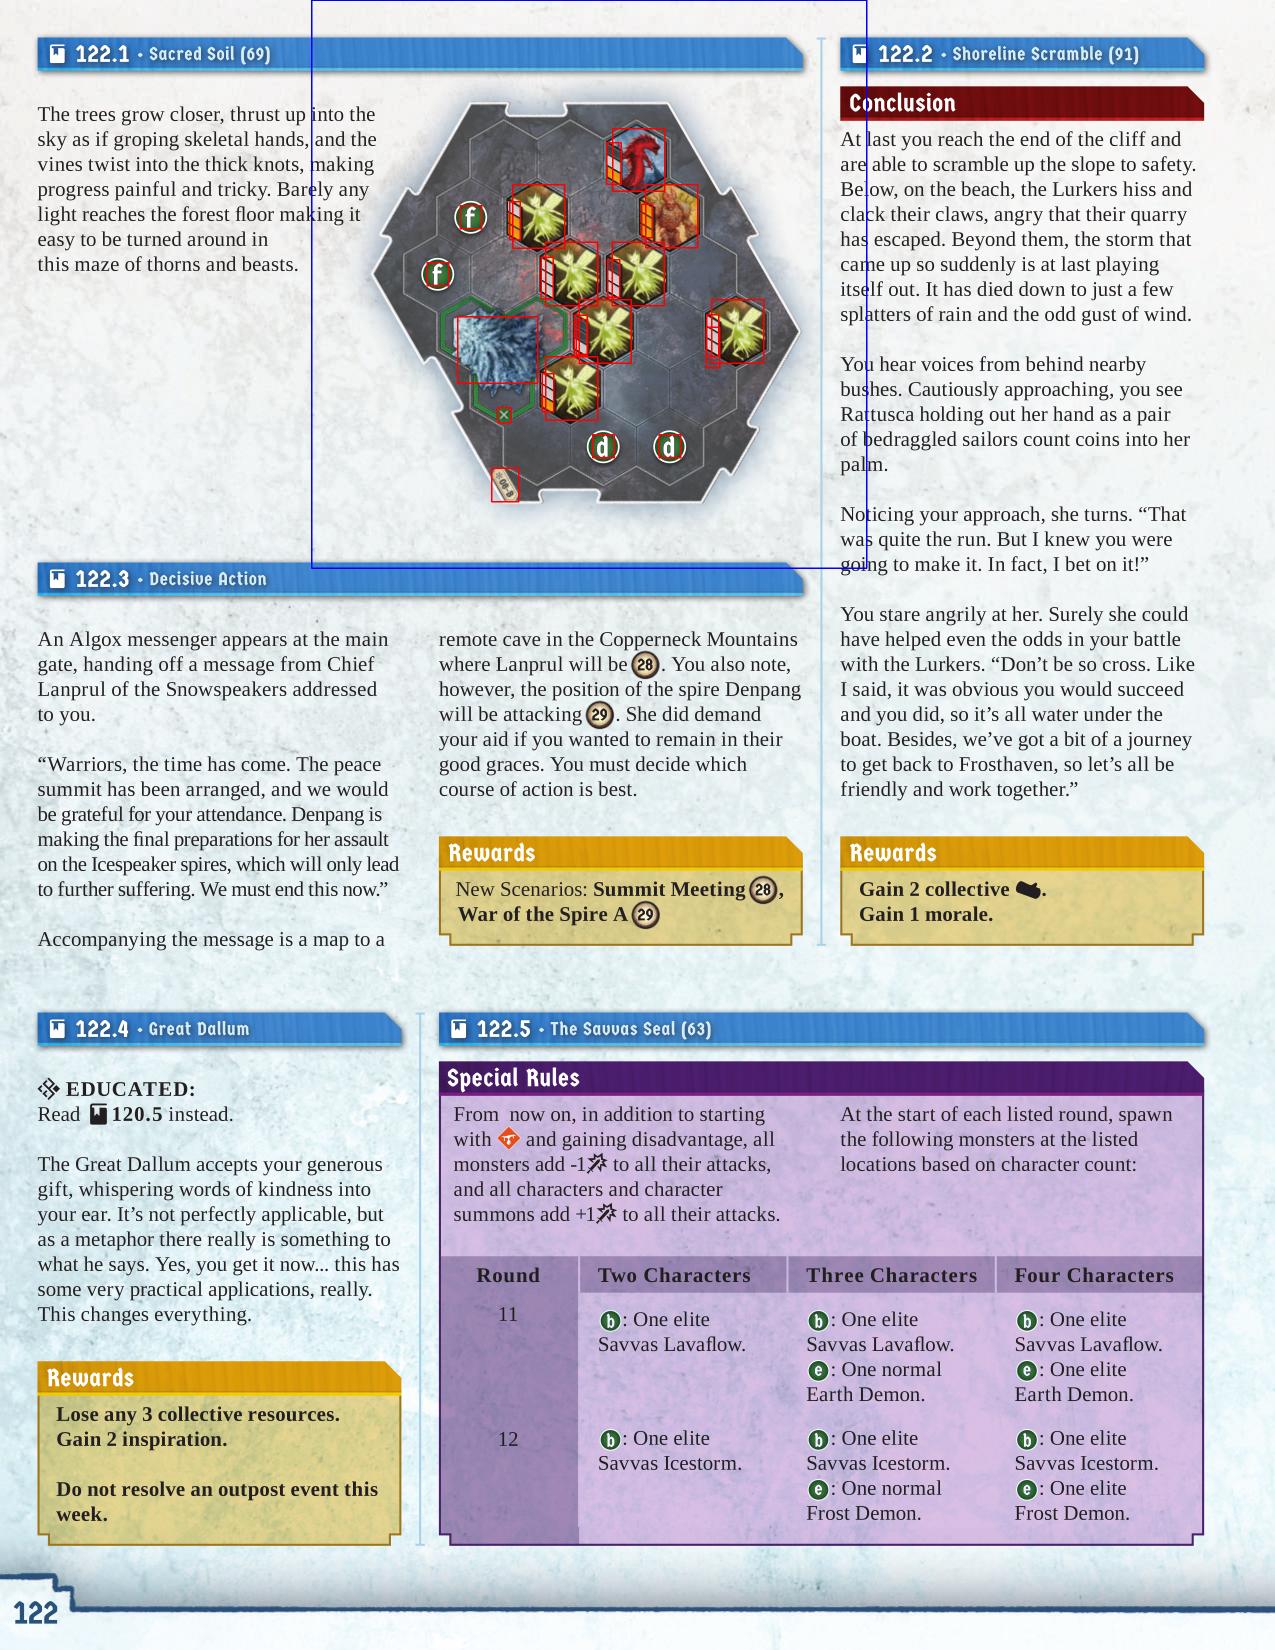 122.1 • Sacred Soil (69)
The trees grow closer, thrust up into the
sky as if groping skeletal hands, and the
vines twist into the thick knots, making
progress painful and tricky. Barely any
light reaches the forest floor making it
easy to be turned around in
this maze of thorns and beasts.
f
f
d
d
08-B
122.2 • Shoreline Scramble (91)
Conclusion
At last you reach the end of the cliff and
are able to scramble up the slope to safety.
Below, on the beach, the Lurkers hiss and
clack their claws, angry that their quarry
has escaped. Beyond them, the storm that
came up so suddenly is at last playing
itself out. It has died down to just a few
splatters of rain and the odd gust of wind.
You hear voices from behind nearby
bushes. Cautiously approaching, you see
Rattusca holding out her hand as a pair
of bedraggled sailors count coins into her
palm.
Noticing your approach, she turns. “That
was quite the run. But I knew you were
going to make it. In fact, I bet on it!”
You stare angrily at her. Surely she could
have helped even the odds in your battle
with the Lurkers. “Don’t be so cross. Like
I said, it was obvious you would succeed
and you did, so it’s all water under the
boat. Besides, we’ve got a bit of a journey
to get back to Frosthaven, so let’s all be
friendly and work together.”
Rewards
Gain 2 collective .
Gain 1 morale.
122.3 • Decisive Action
An Algox messenger appears at the main
gate, handing off a message from Chief
Lanprul of the Snowspeakers addressed
to you.
“Warriors, the time has come. The peace
summit has been arranged, and we would
be grateful for your attendance. Denpang is
making the final preparations for her assault
on the Icespeaker spires, which will only lead
to further suffering. We must end this now.”
Accompanying the message is a map to a
remote cave in the Copperneck Mountains
where Lanprul will be 28. You also note,
however, the position of the spire Denpang
will be attacking 29. She did demand
your aid if you wanted to remain in their
good graces. You must decide which
course of action is best.
Rewards
New Scenarios: Summit Meeting 28,
War of the Spire A 29
122.4 • Great Dallum
EDUCATED:
Read 120.5 instead.
The Great Dallum accepts your generous
gift, whispering words of kindness into
your ear. It’s not perfectly applicable, but
as a metaphor there really is something to
what he says. Yes, you get it now... this has
some very practical applications, really.
This changes everything.
Rewards
Lose any 3 collective resources.
Gain 2 inspiration.
Do not resolve an outpost event this
week.
122.5 • The Savvas Seal (63)
Special Rules
From now on, in addition to starting
with and gaining disadvantage, all
monsters add -1 to all their attacks,
and all characters and character
summons add +1 to all their attacks.
At the start of each listed round, spawn
the following monsters at the listed
locations based on character count:
Round Two Characters Three Characters Four Characters
11
b: One elite
Savvas Lavaflow.
b: One elite
Savvas Lavaflow.
e: One normal
Earth Demon.
b: One elite
Savvas Lavaflow.
e: One elite
Earth Demon.
12
b: One elite
Savvas Icestorm.
b: One elite
Savvas Icestorm.
e: One normal
Frost Demon.
b: One elite
Savvas Icestorm.
e: One elite
Frost Demon.
122